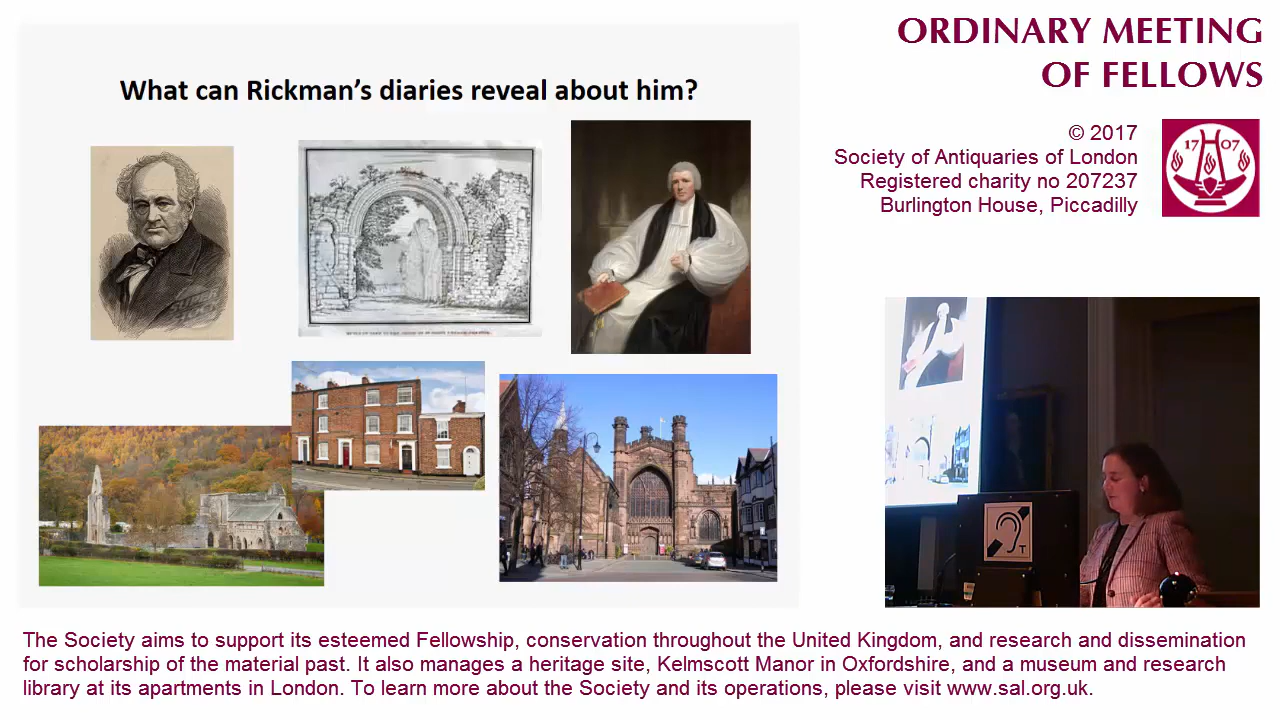 What can Rickman's diaries reveal about him?
ORDINARY MEETING
OF FELLOWS
© 2017
Society of Antiquaries of London
Registered charity no 207237
Burlington House, Piccadilly
17 07
T
The Society aims to support its esteemed Fellowship, conservation throughout the United Kingdom, and research and dissemination
for scholarship of the material past. It also manages a heritage site, Kelmscott Manor in Oxfordshire, and a museum and research
library at its apartments in London. To learn more about the Society and its operations, please visit www.sal.org.uk.